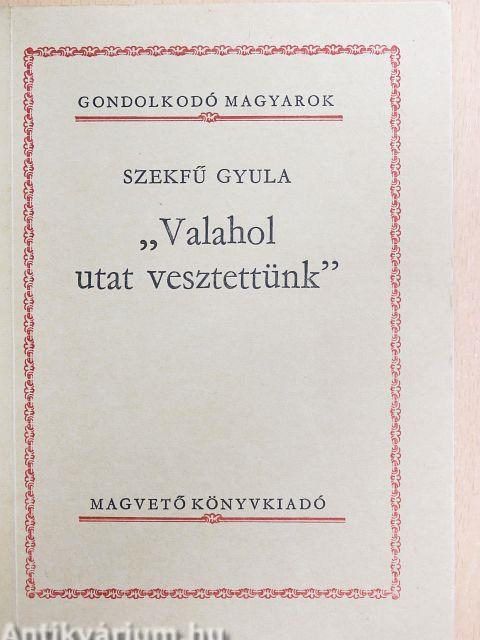 GONDOLKODÓ MAGYAROK
SZEKFŰ GYULA
„Valahol
utat vesztettünk”
MAGVETŐ KÖNYVKIADÓ
Antikvárium.hu